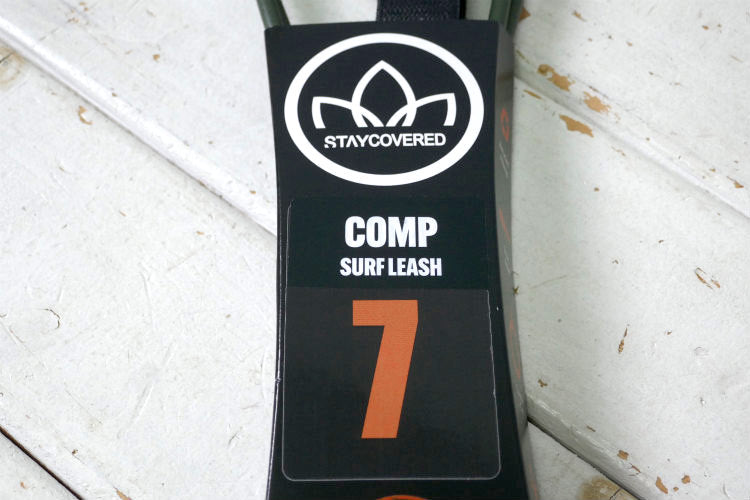 STAYCOVERED
COMP
SURF LEASH
7